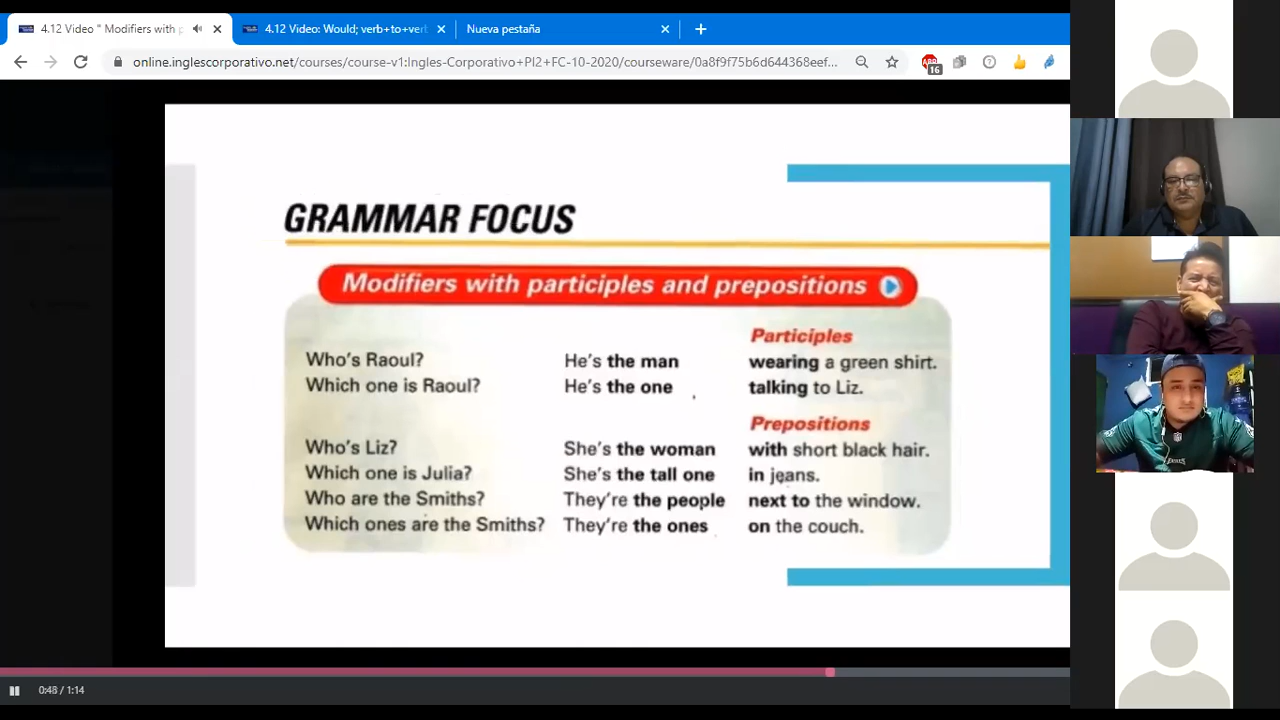 4.12 Video " Modifiers with p
4.12 Video: Would; verb+to+verb
Nueva pestaña
online.inglescorporativo.net/courses/course-v1:Ingles-Corporativo+PI2+FC-10-2020/courseware/0a8f9f75b6d644368eef...
ABP
16
GRAMMAR FOCUS
Modifiers with participles and prepositions
Participles
Who's Raoul? He's the man wearing a green shirt.
Which one is Raoul? He's the one talking to Liz.
Prepositions
Who's Liz? She's the woman with short black hair.
Which one is Julia? She's the tall one in jeans.
Who are the Smiths? They're the people next to the window.
Which ones are the Smiths? They're the ones on the couch.
0:48 / 1:14